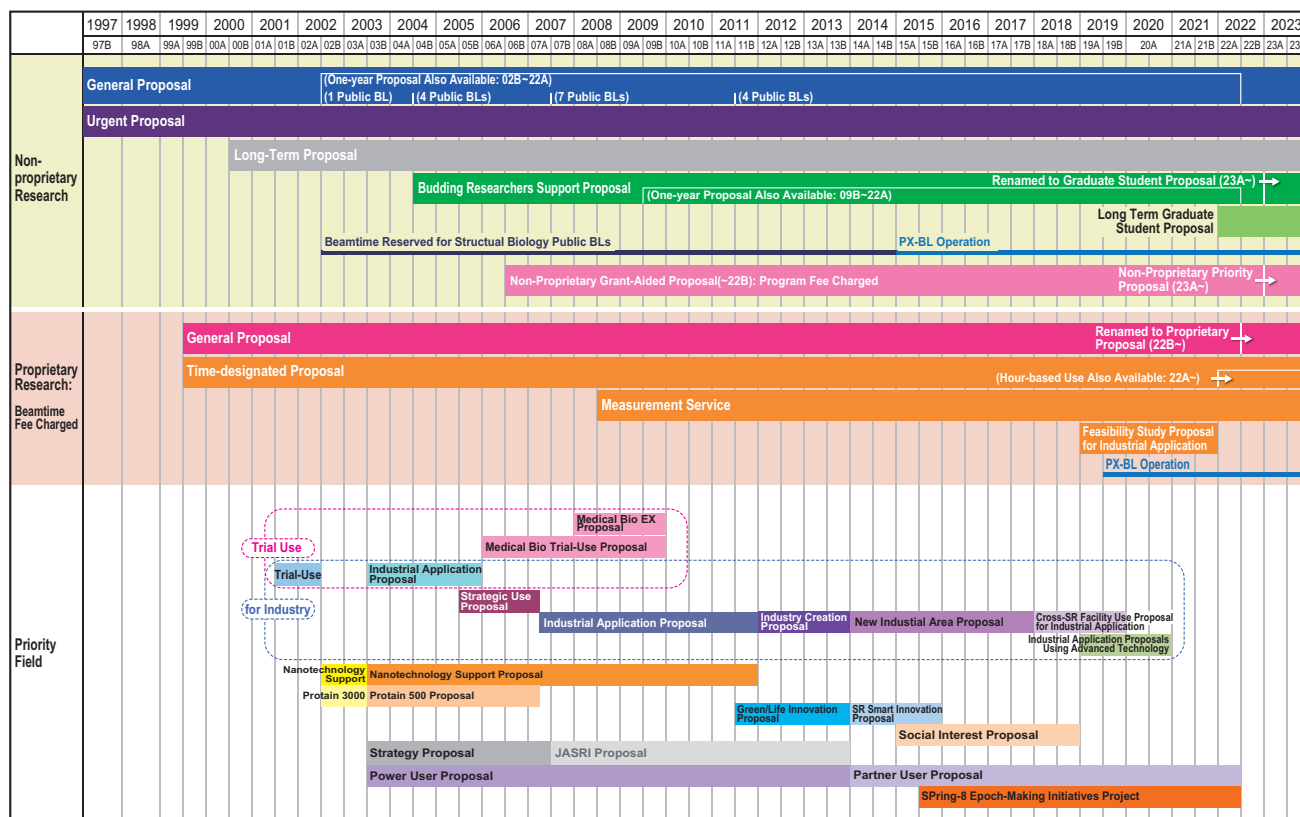 1997 1998 1999 2000 2001 2002 2003 2004 2005 2006 2007 2008 2009 2010 2011 2012 2013 2014 2015 2016 2017 2018 2019 2020 2021 2022 2023
97B 98A 99A 99B 00A 00B 01A 01B 02A 02B 03A 03B 04A 04B 05A 05B 06A 06B 07A 07B 08A 08B 09A 09B 10A 10B 11A 11B 12A 12B 13A 13B 14A 14B 15A 15B 16A 16B 17A 17B 18A 18B 19A 19B 20A 21A 21B 22A 22B 23A 23
Non-
proprietary
Research
General Proposal
(One-year Proposal Also Available: 02B~22A)
(1 Public BL) (4 Public BLs) (7 Public BLs) (4 Public BLs)
Urgent Proposal
Long-Term Proposal
Budding Researchers Support Proposal
Renamed to Graduate Student Proposal (23A~)
(One-year Proposal Also Available: 09B~22A)
Long Term Graduate
Student Proposal
Beamtime Reserved for Structual Biology Public BLs
PX-BL Operation
Non-Proprietary Grant-Aided Proposal(~22B): Program Fee Charged
Non-Proprietary Priority
Proposal (23A~)
Proprietary
Research:
Beamtime
Fee Charged
General Proposal
Renamed to Proprietary
Proposal (22B~)
Time-designated Proposal
(Hour-based Use Also Available: 22A~)
Measurement Service
Feasibility Study Proposal
for Industrial Application
PX-BL Operation
Priority
Field
Medical Bio EX
Proposal
Trial Use
Medical Bio Trial-Use Proposal
Trial-Use
Industrial Application
Proposal
for Industry
Strategic Use
Proposal
Industrial Application Proposal
Industry Creation
Proposal
New Industial Area Proposal
Cross-SR Facility Use Proposal
for Industrial Application
Industrial Application Proposals
Using Advanced Technology
Nanotechnology
Support
Nanotechnology Support Proposal
Protain 3000
Protain 500 Proposal
Green/Life Innovation
Proposal
SR Smart Innovation
Proposal
Social Interest Proposal
Strategy Proposal
JASRI Proposal
Power User Proposal
Partner User Proposal
SPring-8 Epoch-Making Initiatives Project